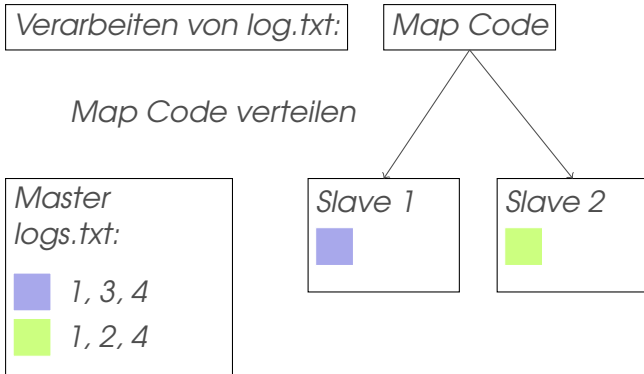 Verarbeiten von log.txt:
Map Code
Map Code verteilen
Master
logs.txt:
1, 3, 4
1, 2, 4
Slave 1
Slave 2